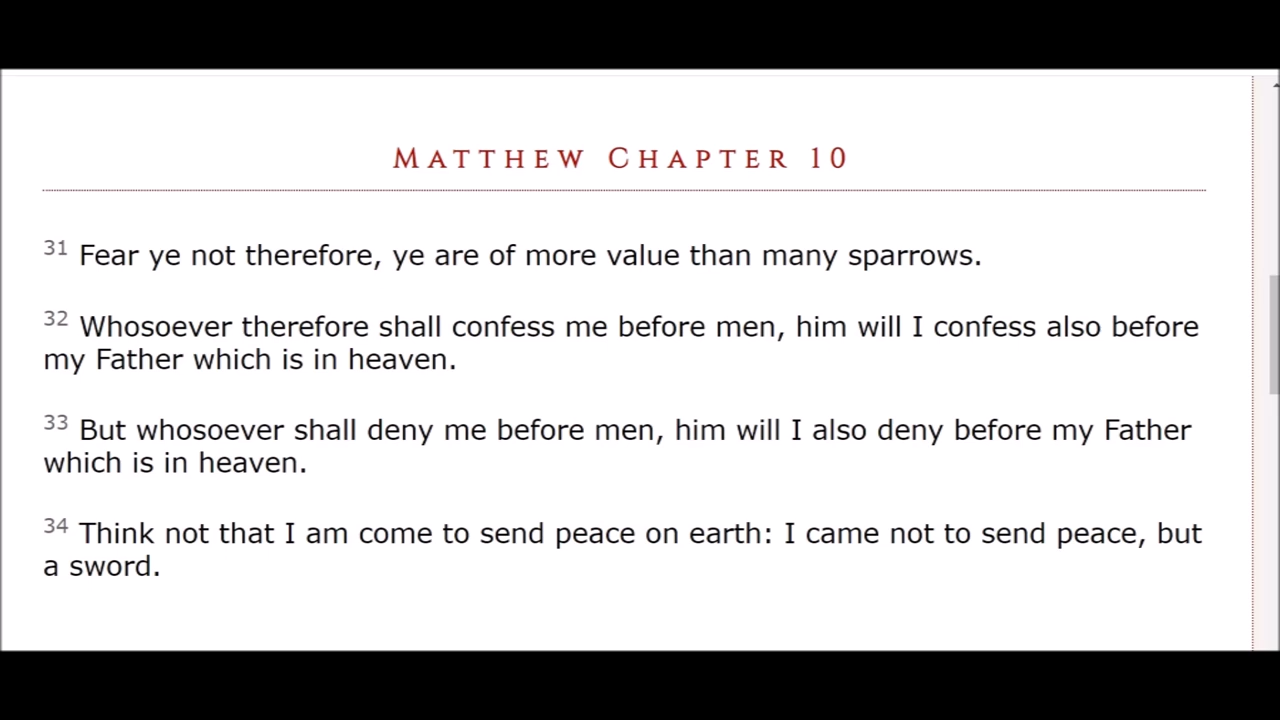 Matthew Chapter 10
31 Fear ye not therefore, ye are of more value than many sparrows.
32 Whosoever therefore shall confess me before men, him will I confess also before
my Father which is in heaven.
33 But whosoever shall deny me before men, him will I also deny before my Father
which is in heaven.
34 Think not that I am come to send peace on earth: I came not to send peace, but
a sword.